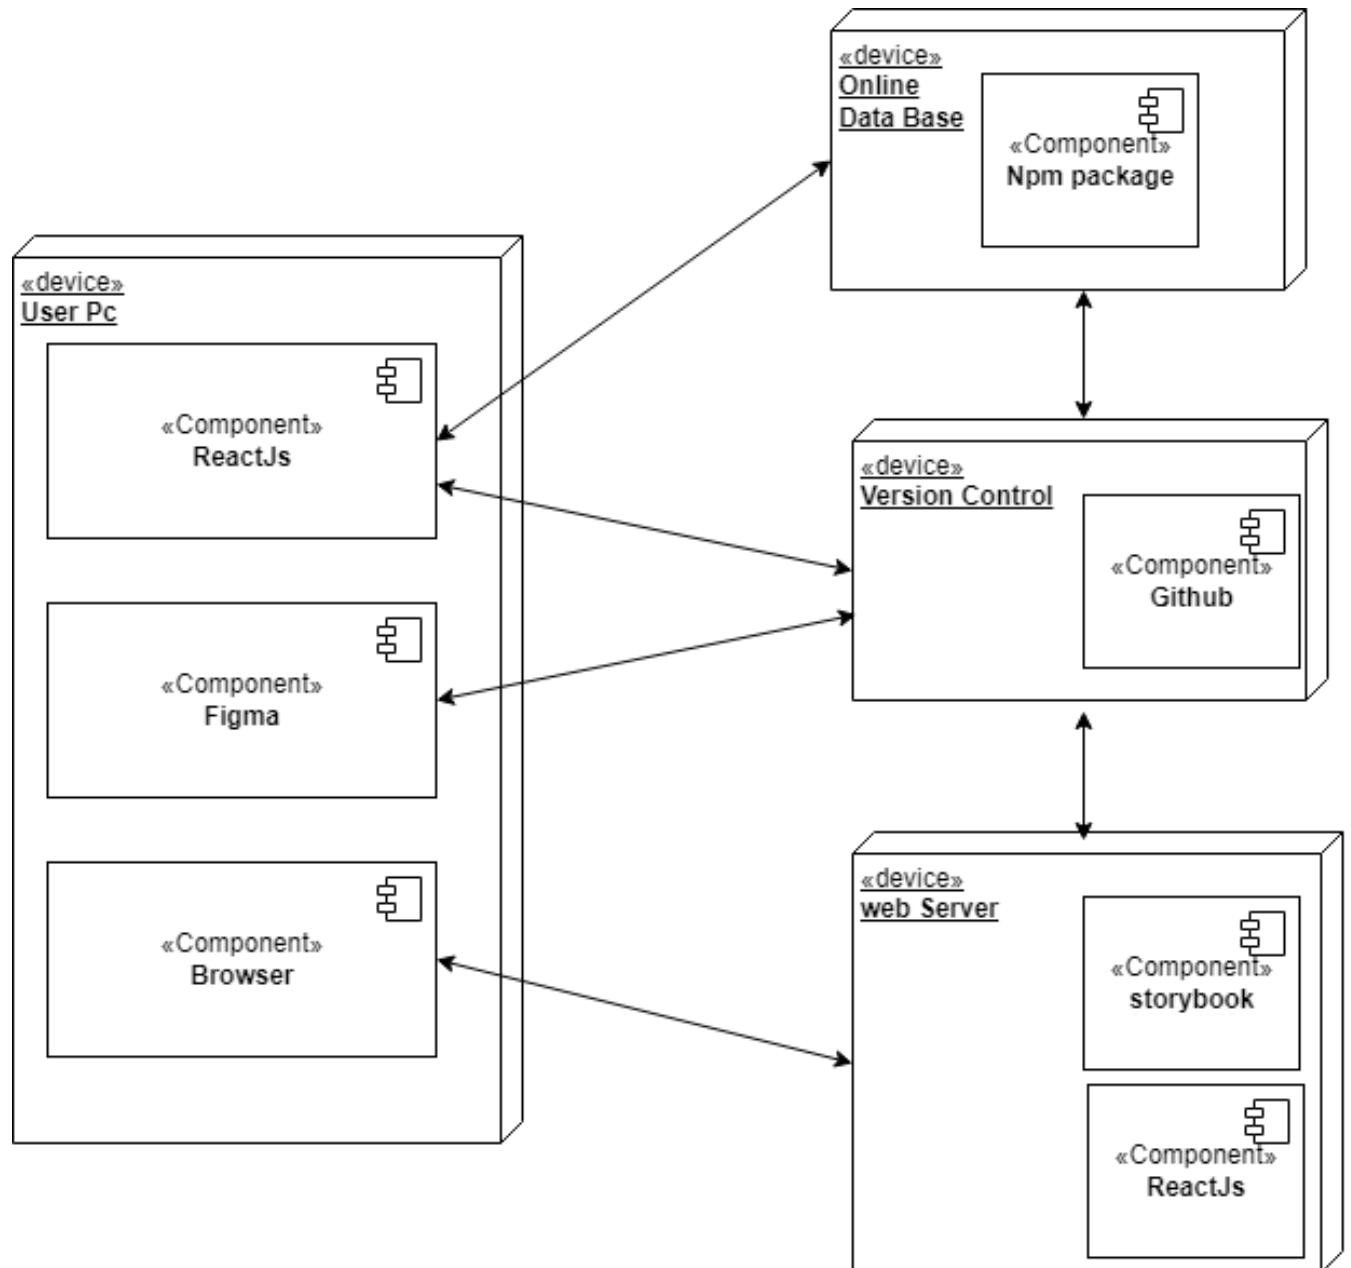 «device»
User Pc
«Component»
ReactJs
«Component»
Figma
«Component»
Browser
«device»
Online
Data Base
«Component»
Npm package
«device»
Version Control
«Component»
Github
«device»
web Server
«Component»
storybook
«Component»
ReactJs